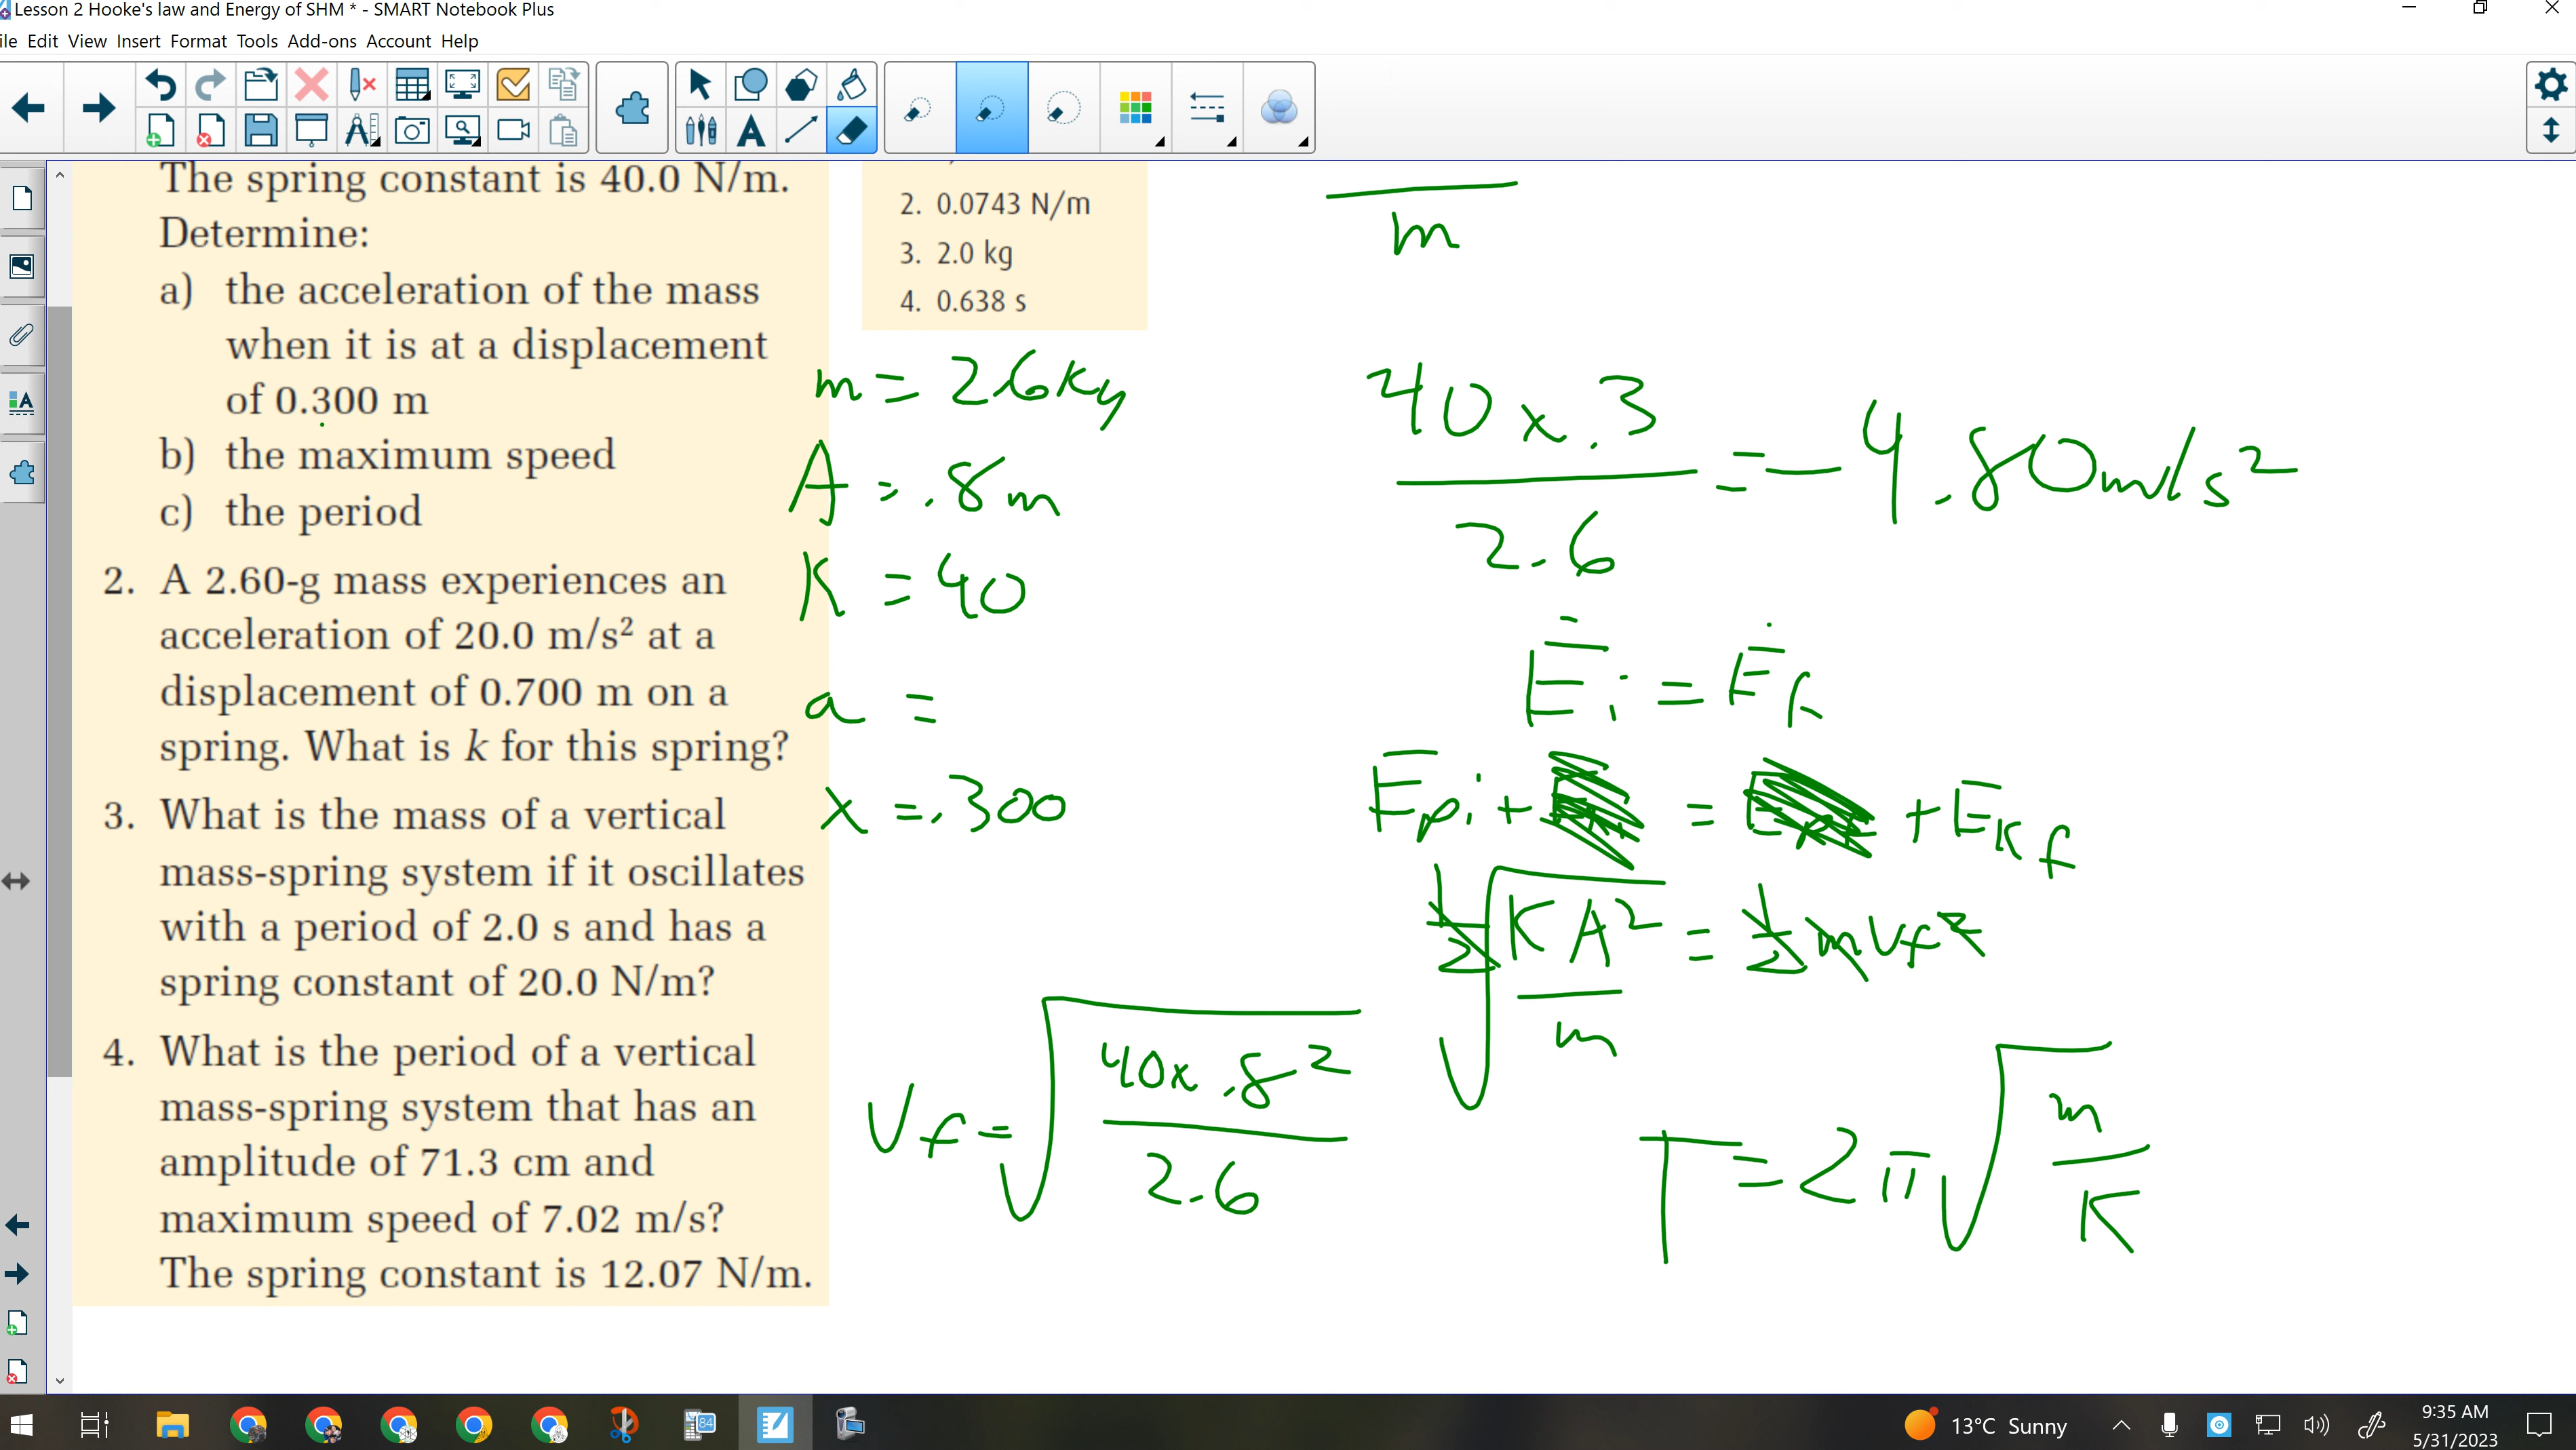 Lesson 2 Hooke's law and Energy of SHM * - SMART Notebook Plus
ile Edit View Insert Format Tools Add-ons Account Help
The spring constant is 40.0 N/m.
Determine:
a) the acceleration of the mass
when it is at a displacement
of 0.300 m
b) the maximum speed
c) the period
2. A 2.60-g mass experiences an
acceleration of 20.0 m/s² at a
displacement of 0.700 m on a
spring. What is k for this spring?
3. What is the mass of a vertical
mass-spring system if it oscillates
with a period of 2.0 s and has a
spring constant of 20.0 N/m?
4. What is the period of a vertical
mass-spring system that has an
amplitude of 71.3 cm and
maximum speed of 7.02 m/s?
The spring constant is 12.07 N/m.
2. 0.0743 N/m
3. 2.0 kg
4. 0.638 s
m = 2.6kg
A = .8m
K = 40
a =
x = .300
m
40 x .3
2.6
= -4.80m/s²
Ei = Ef
Epi + = + EKf
1/2 KA² = 1/2 mvf²
m
Vf = √ 40x.8²
2.6
T = 2π √ m
K
84
13°C Sunny
9:35 AM
5/31/2023